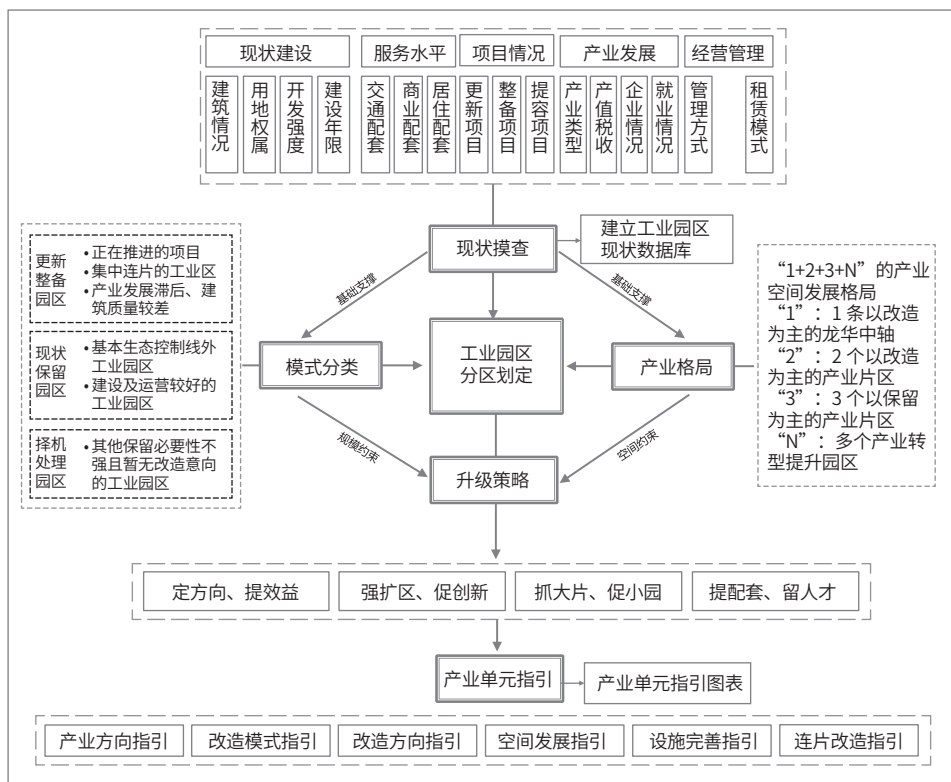 现状建设
服务水平
项目情况
产业发展
经营管理
建筑情况
用地权属
开发强度
建设年限
交通配套
商业配套
居住配套
更新项目
整备项目
提容项目
产业类型
产值税收
企业情况
就业情况
管理方式
租赁模式
现状摸查
建立工业园区
现状数据库
基础支撑
基础支撑
更新
整备
园区
•正在推进的项目
•集中连片的工业区
•产业发展滞后、建
筑质量较差
现状
保留
园区
•基本生态控制线外
工业园区
•建设及运营较好的
工业园区
择机
处理
园区
•其他保留必要性不
强且暂无改造意向
的工业园区
模式分类
工业园区
分区划定
产业格局
“1+2+3+N”的产业
空间发展格局
“1”：1 条以改造
为主的龙华中轴
“2”：2 个以改造
为主的产业片区
“3”：3 个以保留
为主的产业片区
“N”：多个产业转
型提升园区
规模约束
空间约束
升级策略
定方向、提效益
强扩区、促创新
抓大片、促小园
提配套、留人才
产业单元指引
产业单元指引图表
产业方向指引
改造模式指引
改造方向指引
空间发展指引
设施完善指引
连片改造指引